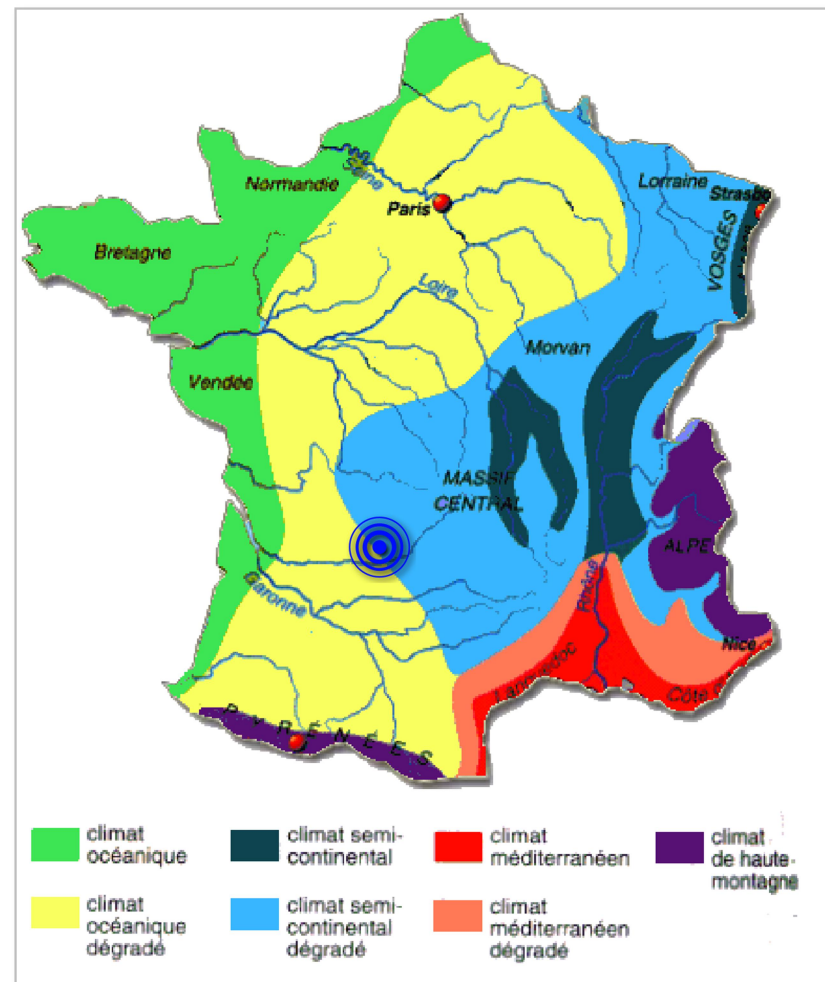 Normandie
Seine
Paris
Lorraine
Strasbo
VOSGES
Bretagne
Loire
Morvan
Vendée
MASSIF
CENTRAL
ALPE
Garonne
Rhône
Nice
Languedoc
Côte d
PYRÉNÉES
climat
océanique
climat semi-
continental
climat
méditerranéen
climat
de haute-
montagne
climat
océanique
dégradé
climat semi-
continental
dégradé
climat
méditerranéen
dégradé